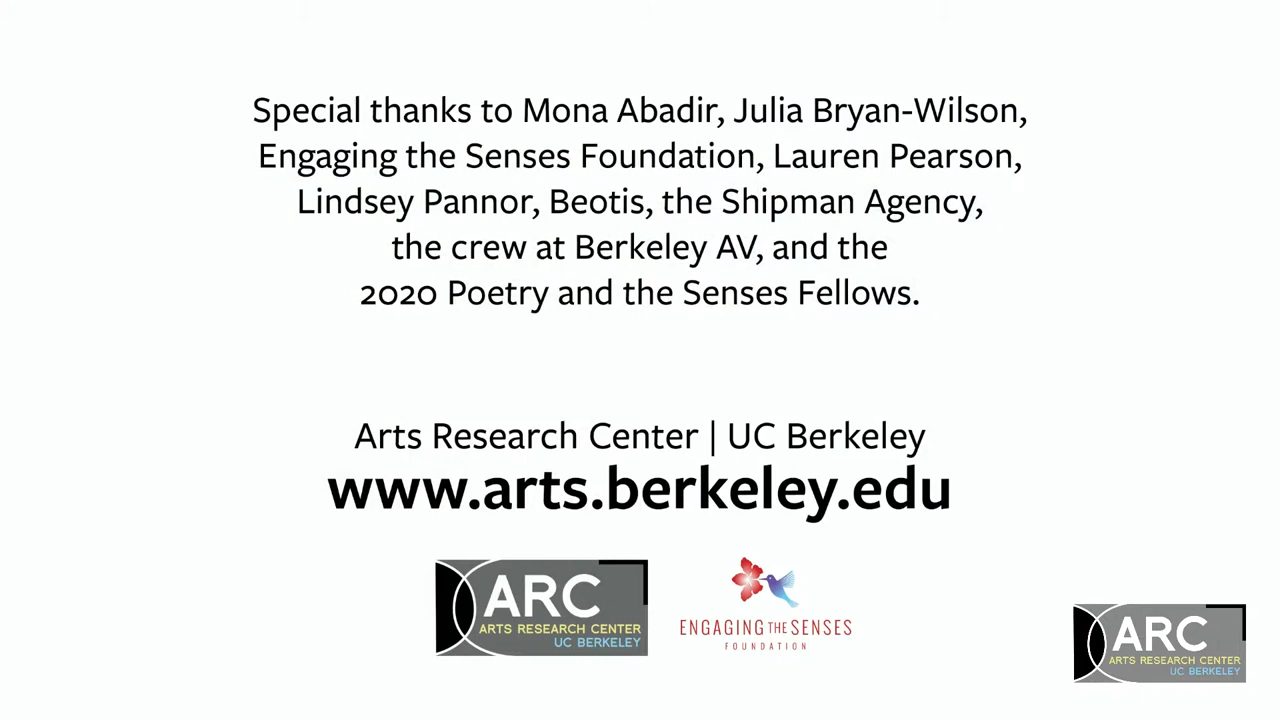 Special thanks to Mona Abadir, Julia Bryan-Wilson,
Engaging the Senses Foundation, Lauren Pearson,
Lindsey Pannor, Beotis, the Shipman Agency,
the crew at Berkeley AV, and the
2020 Poetry and the Senses Fellows.
Arts Research Center | UC Berkeley
www.arts.berkeley.edu
ARC
ARTS RESEARCH CENTER
UC BERKELEY
ENGAGING THE SENSES
FOUNDATION
ARC
ARTS RESEARCH CENTER
UC BERKELEY